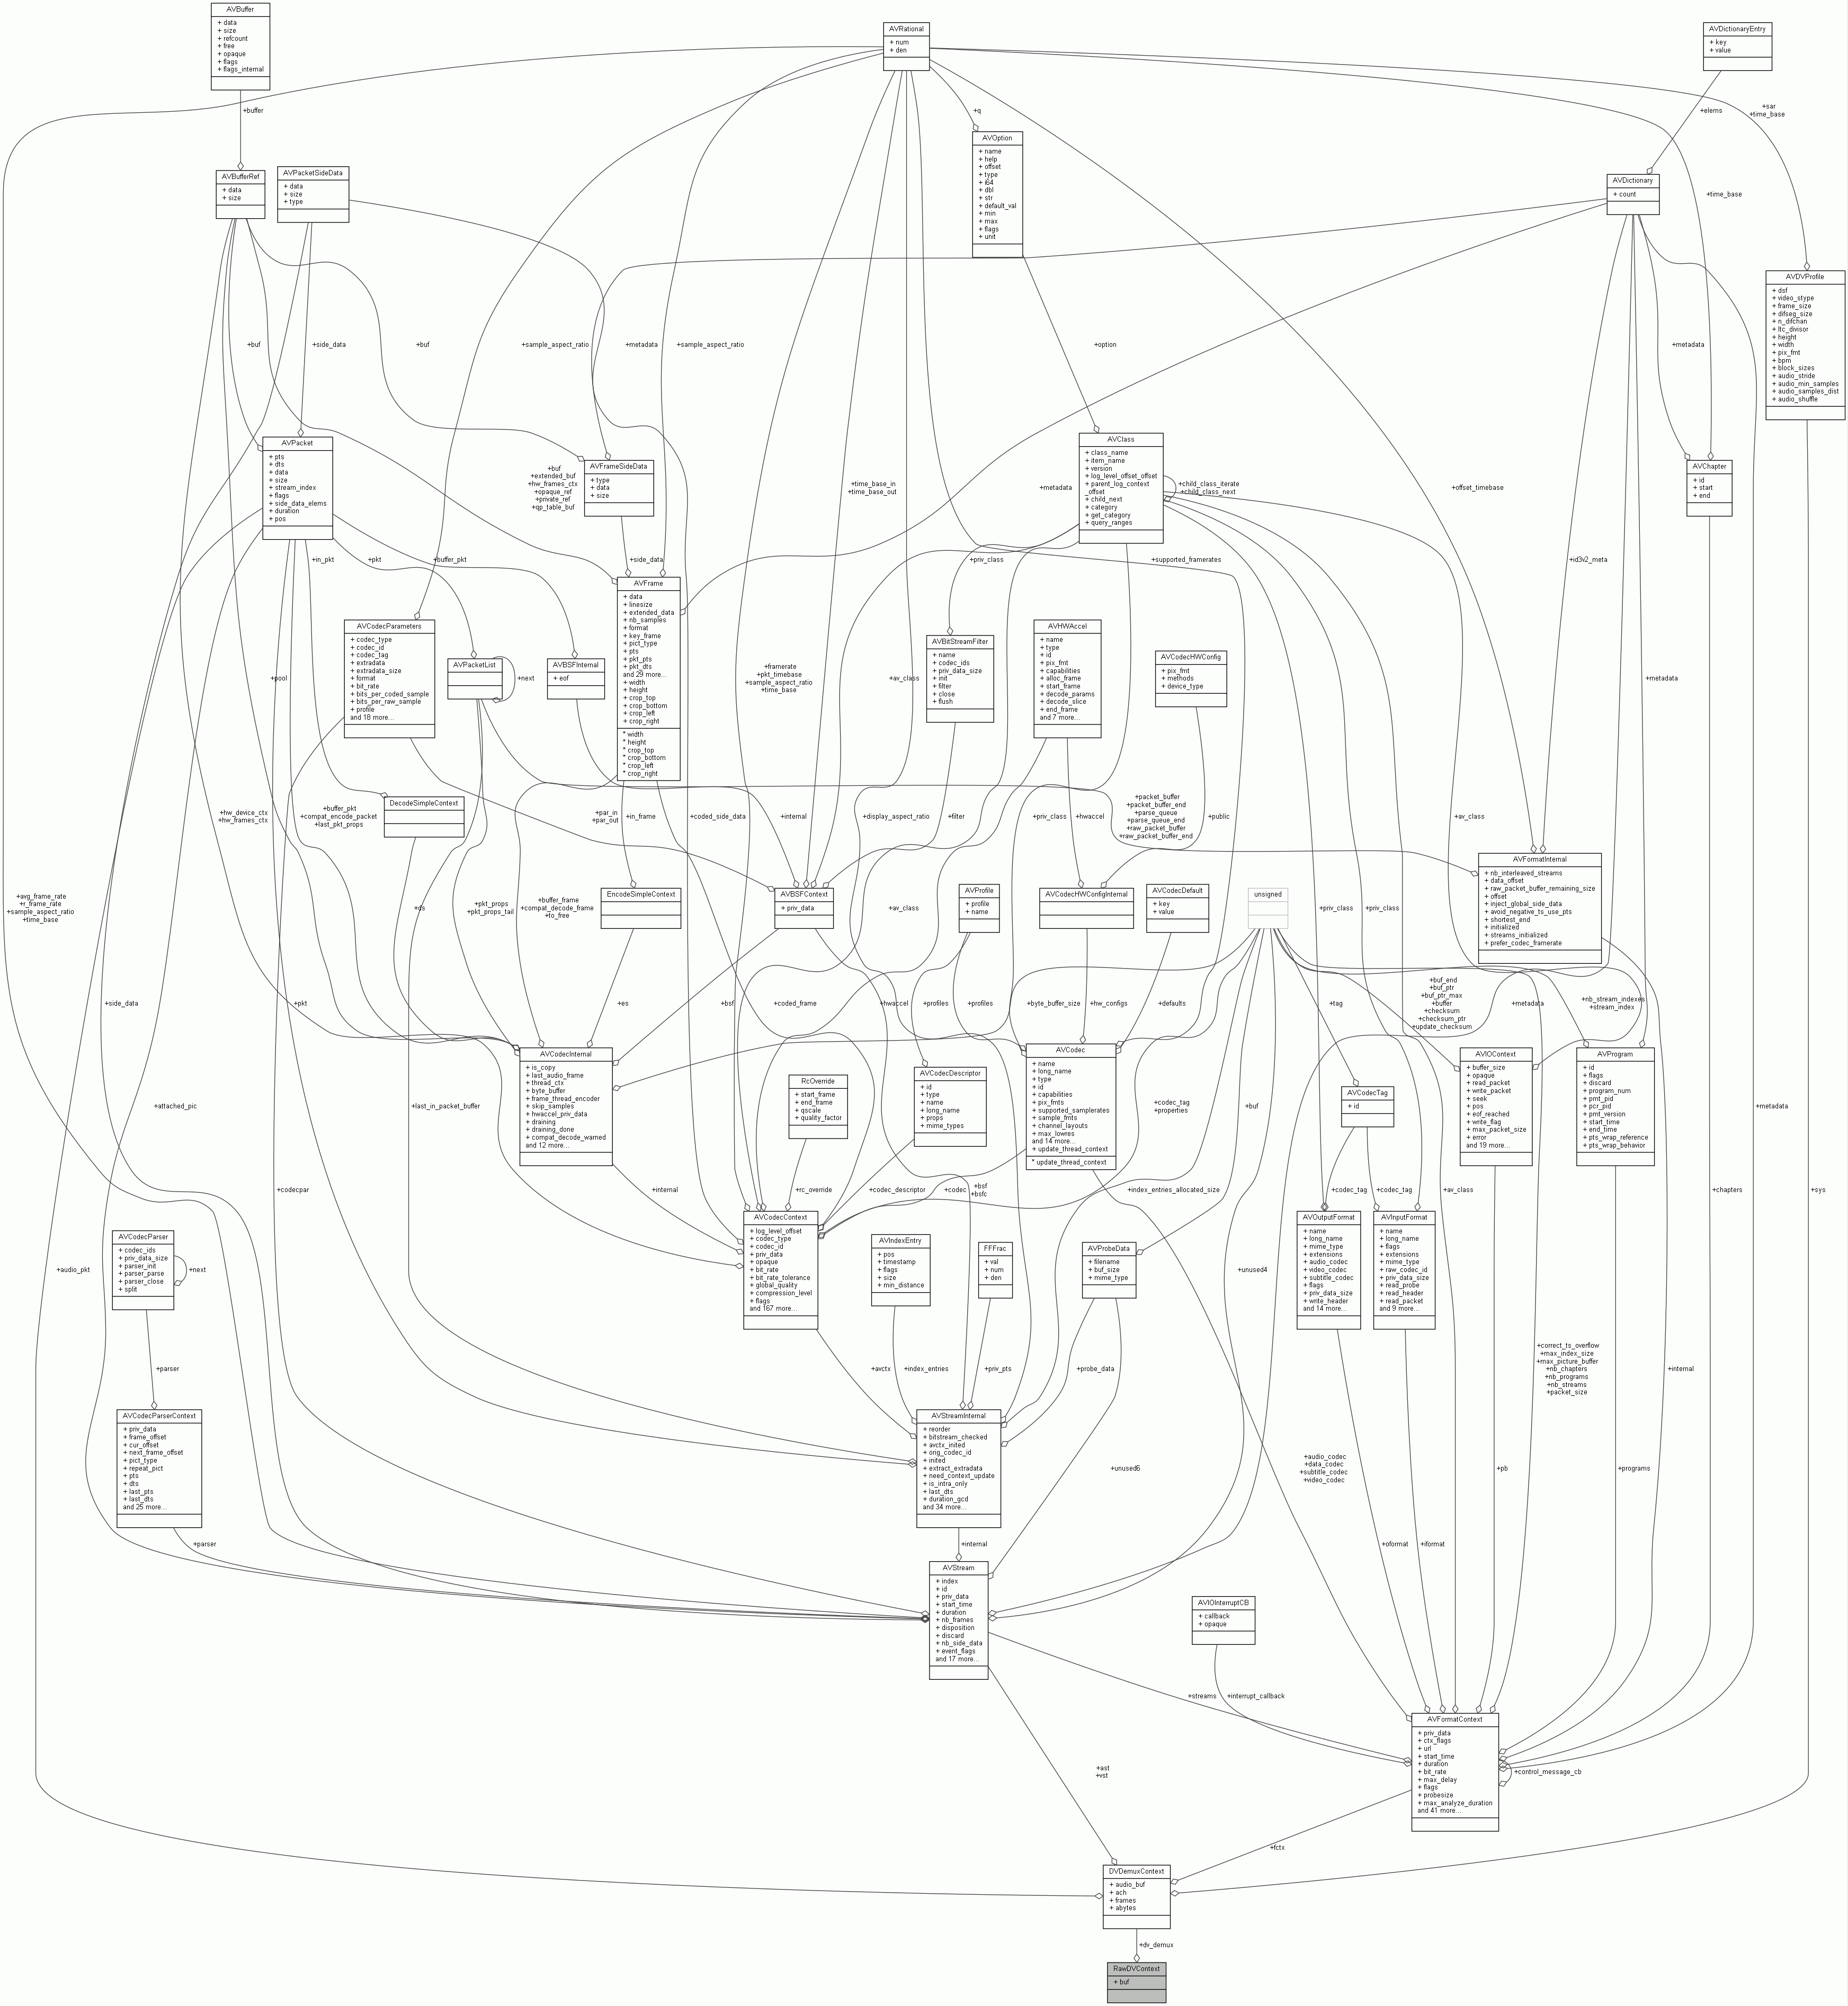 AVBuffer
+ data
+ size
+ refcount
+ free
+ opaque
+ flags
+ flags_internal
AVRational
+ num
+ den
AVDictionaryEntry
+ key
+ value
+buffer
+q
+elems
+sar
+time_base
AVOption
+ name
+ help
+ offset
+ type
+ i64
+ dbl
+ str
+ default_val
+ min
+ max
+ flags
+ unit
AVBufferRef
+ data
+ size
AVPacketSideData
+ data
+ size
+ type
AVDictionary
+ count
+time_base
AVDVProfile
+ dsf
+ video_stype
+ frame_size
+ difseg_size
+ n_difchan
+ ltc_divisor
+ height
+ width
+ pix_fmt
+ bpm
+ block_sizes
+ audio_stride
+ audio_min_samples
+ audio_samples_dist
+ audio_shuffle
+buf
+side_data
+buf
+sample_aspect_ratio
+metadata
+sample_aspect_ratio
+option
+metadata
AVPacket
+ pts
+ dts
+ data
+ size
+ stream_index
+ flags
+ side_data_elems
+ duration
+ pos
+buf
+extended_buf
+hw_frames_ctx
+opaque_ref
+private_ref
+qp_table_buf
AVFrameSideData
+ type
+ data
+ size
+time_base_in
+time_base_out
+metadata
AVClass
+ class_name
+ item_name
+ version
+ log_level_offset_offset
+ parent_log_context
_offset
+ child_next
+ category
+ get_category
+ query_ranges
+child_class_iterate
+child_class_next
+offset_timebase
AVChapter
+ id
+ start
+ end
+in_pkt
+pkt
+buffer_pkt
+side_data
+priv_class
+supported_framerates
+id3v2_meta
AVFrame
+ data
+ linesize
+ extended_data
+ nb_samples
+ format
+ key_frame
+ pict_type
+ pts
+ pkt_pts
+ pkt_dts
and 29 more...
+ width
+ height
+ crop_top
+ crop_bottom
+ crop_left
+ crop_right
* width
* height
* crop_top
* crop_bottom
* crop_left
* crop_right
AVCodecParameters
+ codec_type
+ codec_id
+ codec_tag
+ extradata
+ extradata_size
+ format
+ bit_rate
+ bits_per_coded_sample
+ bits_per_raw_sample
+ profile
and 18 more...
+pool
AVPacketList
+next
AVBSFInternal
+ eof
+framerate
+pkt_timebase
+sample_aspect_ratio
+time_base
+av_class
AVBitStreamFilter
+ name
+ codec_ids
+ priv_data_size
+ init
+ filter
+ close
+ flush
AVHWAccel
+ name
+ type
+ id
+ pix_fmt
+ capabilities
+ alloc_frame
+ start_frame
+ decode_params
+ decode_slice
+ end_frame
and 7 more...
AVCodecHWConfig
+ pix_fmt
+ methods
+ device_type
+metadata
+hw_device_ctx
+hw_frames_ctx
+buffer_pkt
+compat_encode_packet
+last_pkt_props
DecodeSimpleContext
+par_in
+par_out
+in_frame
+coded_side_data
+internal
+display_aspect_ratio
+filter
+priv_class
+hwaccel
+packet_buffer
+packet_buffer_end
+parse_queue
+parse_queue_end
+raw_packet_buffer
+raw_packet_buffer_end
+public
+av_class
AVFormatInternal
+ nb_interleaved_streams
+ data_offset
+ raw_packet_buffer_remaining_size
+ offset
+ inject_global_side_data
+ avoid_negative_ts_use_pts
+ shortest_end
+ initialized
+ streams_initialized
+ prefer_codec_framerate
+avg_frame_rate
+r_frame_rate
+sample_aspect_ratio
+time_base
+ds
+pkt_props
+pkt_props_tail
+buffer_frame
+compat_decode_frame
+to_free
EncodeSimpleContext
AVBSFContext
+ priv_data
+av_class
AVProfile
+ profile
+ name
AVCodecHWConfigInternal
AVCodecDefault
+ key
+ value
unsigned
+priv_class
+priv_class
+side_data
+pkt
+es
+bsf
+coded_frame
+hwaccel
+profiles
+profiles
+byte_buffer_size
+hw_configs
+defaults
+tag
+buf_end
+buf_ptr
+buf_ptr_max
+buffer
+checksum
+checksum_ptr
+update_checksum
+metadata
+nb_stream_indexes
+stream_index
AVCodecInternal
+ is_copy
+ last_audio_frame
+ thread_ctx
+ byte_buffer
+ frame_thread_encoder
+ skip_samples
+ hwaccel_priv_data
+ draining
+ draining_done
+ compat_decode_warned
and 12 more...
RcOverride
+ start_frame
+ end_frame
+ qscale
+ quality_factor
AVCodecDescriptor
+ id
+ type
+ name
+ long_name
+ props
+ mime_types
AVCodec
+ name
+ long_name
+ type
+ id
+ capabilities
+ pix_fmts
+ supported_samplerates
+ sample_fmts
+ channel_layouts
+ max_lowres
and 14 more...
+ update_thread_context
* update_thread_context
+codec_tag
+properties
+buf
AVCodecTag
+ id
AVIOContext
+ buffer_size
+ opaque
+ read_packet
+ write_packet
+ seek
+ pos
+ eof_reached
+ write_flag
+ max_packet_size
+ error
and 19 more...
AVProgram
+ id
+ flags
+ discard
+ program_num
+ pmt_pid
+ pcr_pid
+ pmt_version
+ start_time
+ end_time
+ pts_wrap_reference
+ pts_wrap_behavior
+attached_pic
+last_in_packet_buffer
+metadata
+codecpar
+internal
+rc_override
+codec_descriptor
+codec
+bsf
+bsfc
+index_entries_allocated_size
+codec_tag
+codec_tag
+av_class
+chapters
+sys
AVCodecParser
+ codec_ids
+ priv_data_size
+ parser_init
+ parser_parse
+ parser_close
+ split
+next
+audio_pkt
AVCodecContext
+ log_level_offset
+ codec_type
+ codec_id
+ priv_data
+ opaque
+ bit_rate
+ bit_rate_tolerance
+ global_quality
+ compression_level
+ flags
and 167 more...
AVIndexEntry
+ pos
+ timestamp
+ flags
+ size
+ min_distance
FFFrac
+ val
+ num
+ den
AVProbeData
+ filename
+ buf_size
+ mime_type
+unused4
AVOutputFormat
+ name
+ long_name
+ mime_type
+ extensions
+ audio_codec
+ video_codec
+ subtitle_codec
+ flags
+ priv_data_size
+ write_header
and 14 more...
AVInputFormat
+ name
+ long_name
+ flags
+ extensions
+ mime_type
+ raw_codec_id
+ priv_data_size
+ read_probe
+ read_header
+ read_packet
and 9 more...
+parser
+avctx
+index_entries
+priv_pts
+probe_data
+correct_ts_overflow
+max_index_size
+max_picture_buffer
+nb_chapters
+nb_programs
+nb_streams
+packet_size
+internal
AVCodecParserContext
+ priv_data
+ frame_offset
+ cur_offset
+ next_frame_offset
+ pict_type
+ repeat_pict
+ pts
+ dts
+ last_pts
+ last_dts
and 25 more...
AVStreamInternal
+ reorder
+ bitstream_checked
+ avctx_inited
+ orig_codec_id
+ inited
+ extract_extradata
+ need_context_update
+ is_intra_only
+ last_dts
+ duration_gcd
and 34 more...
+unused6
+audio_codec
+data_codec
+subtitle_codec
+video_codec
+pb
+programs
+parser
+internal
+oformat
+iformat
AVStream
+ index
+ id
+ priv_data
+ start_time
+ duration
+ nb_frames
+ disposition
+ discard
+ nb_side_data
+ event_flags
and 17 more...
AVIOInterruptCB
+ callback
+ opaque
+streams
+interrupt_callback
AVFormatContext
+ priv_data
+ ctx_flags
+ url
+ start_time
+ duration
+ bit_rate
+ max_delay
+ flags
+ probesize
+ max_analyze_duration
and 41 more...
+control_message_cb
+ast
+vst
+fctx
DVDemuxContext
+ audio_buf
+ ach
+ frames
+ abytes
+dv_demux
RawDVContext
+ buf